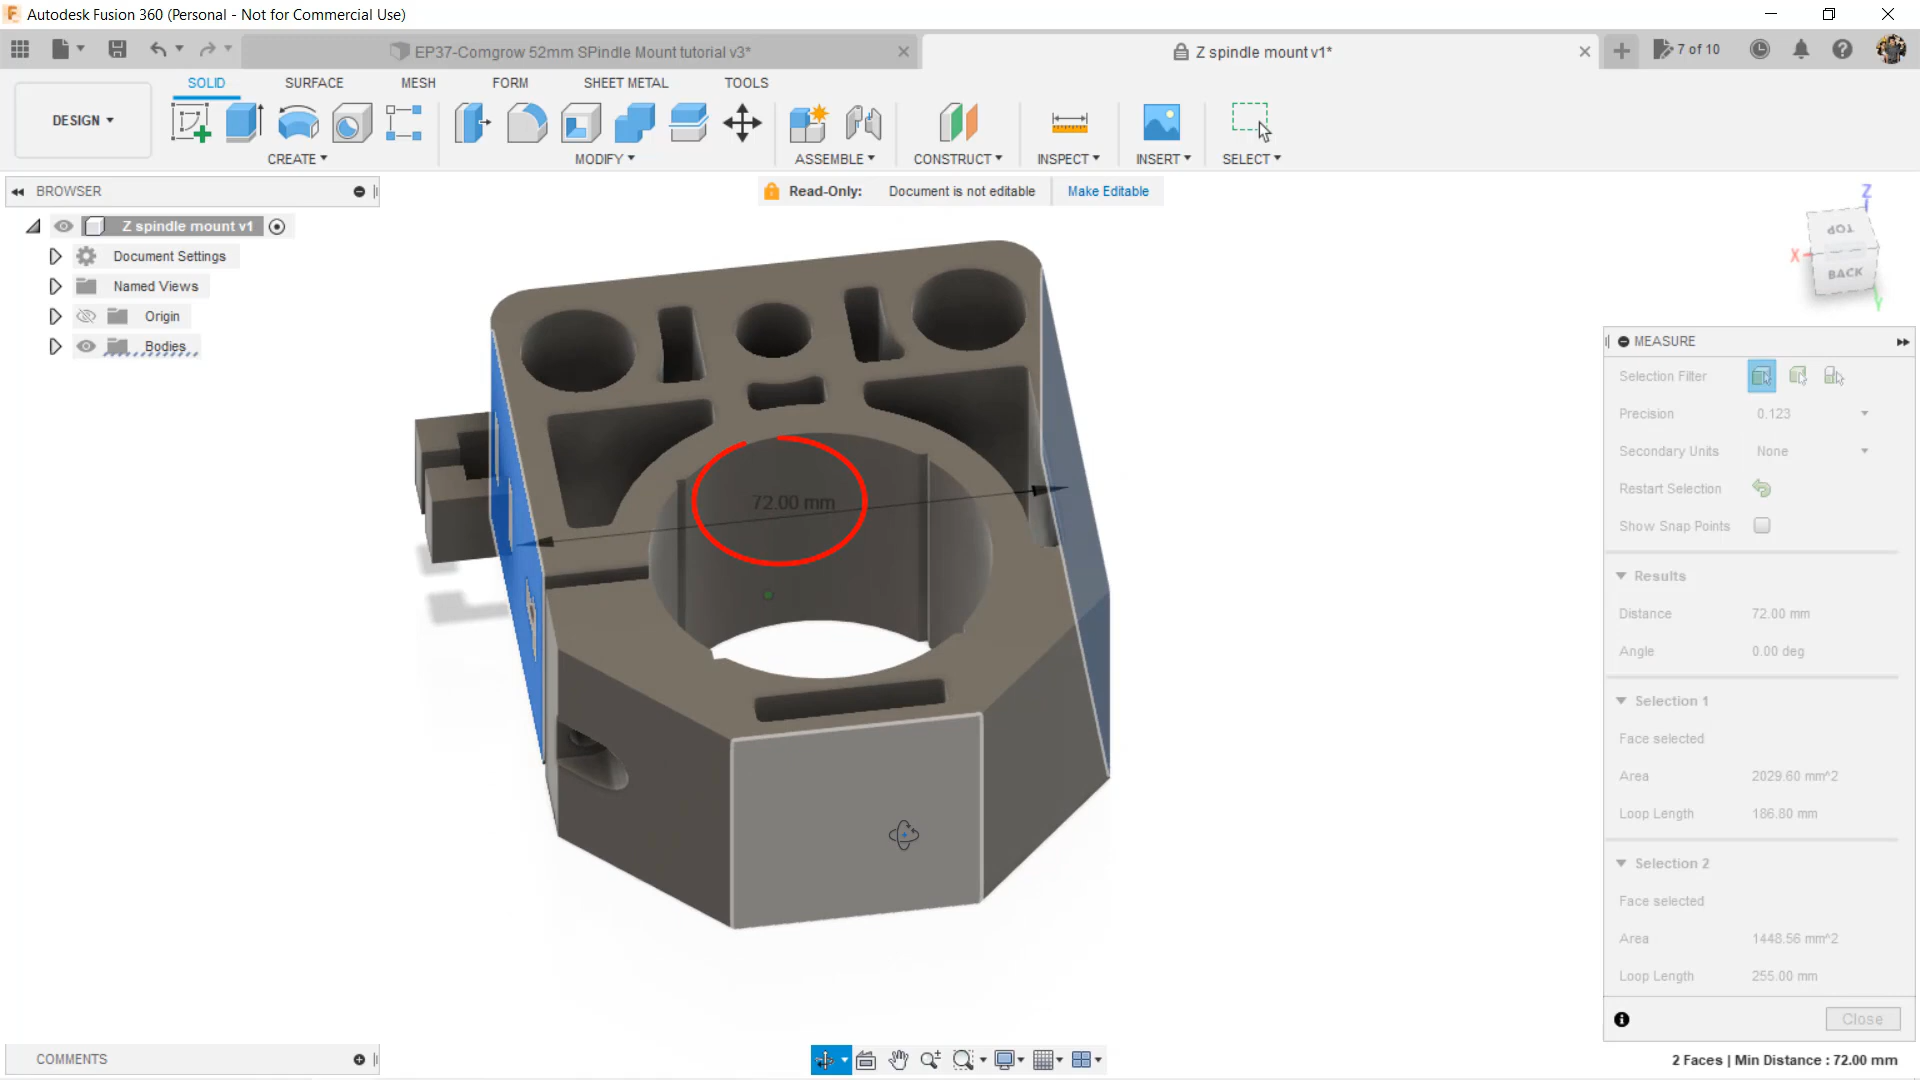 Autodesk Fusion 360 (Personal - Not for Commercial Use)
EP37-Comgrow 52mm SPindle Mount tutorial v3*
Z spindle mount v1*
7 of 10
SOLID
SURFACE
MESH
FORM
SHEET METAL
TOOLS
DESIGN
CREATE
MODIFY
ASSEMBLE
CONSTRUCT
INSPECT
INSERT
SELECT
BROWSER
Read-Only: Document is not editable Make Editable
Z spindle mount v1
Document Settings
Named Views
Origin
Bodies
Z
TOP
X
BACK
Y
72.00 mm
MEASURE
Selection Filter
Precision 0.123
Secondary Units None
Restart Selection
Show Snap Points
Results
Distance 72.00 mm
Angle 0.00 deg
Selection 1
Face selected
Area 2029.60 mm^2
Loop Length 186.80 mm
Selection 2
Face selected
Area 1448.56 mm^2
Loop Length 255.00 mm
Close
COMMENTS
2 Faces | Min Distance : 72.00 mm